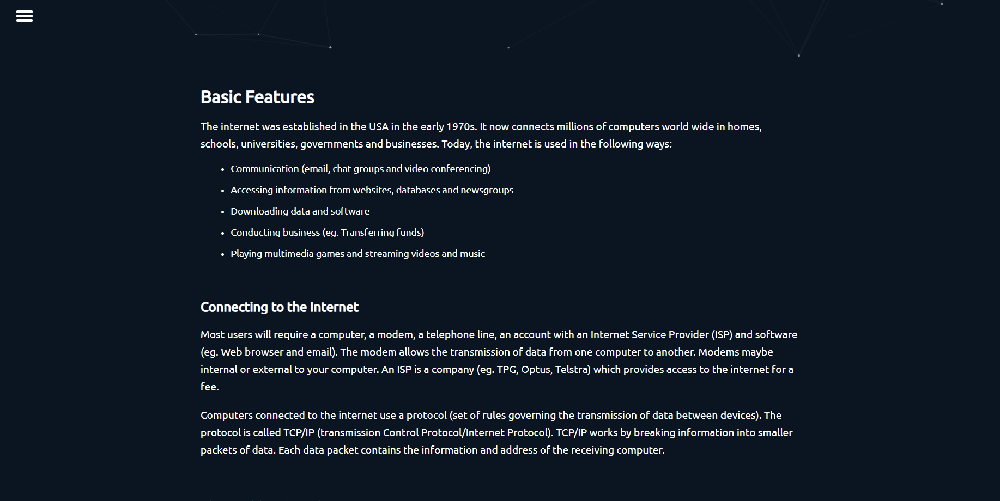 Basic Features
The internet was established in the USA in the early 1970s. It now connects millions of computers world wide in homes,
schools, universities, governments and businesses. Today, the internet is used in the following ways:
• Communication (email, chat groups and video conferencing)
• Accessing information from websites, databases and newsgroups
• Downloading data and software
• Conducting business (eg. Transferring funds)
• Playing multimedia games and streaming videos and music
Connecting to the Internet
Most users will require a computer, a modem, a telephone line, an account with an Internet Service Provider (ISP) and software
(eg. Web browser and email). The modem allows the transmission of data from one computer to another. Modems maybe
internal or external to your computer. An ISP is a company (eg. TPG, Optus, Telstra) which provides access to the internet for a
fee.
Computers connected to the internet use a protocol (set of rules governing the transmission of data between devices). The
protocol is called TCP/IP (transmission Control Protocol/Internet Protocol). TCP/IP works by breaking information into smaller
packets of data. Each data packet contains the information and address of the receiving computer.